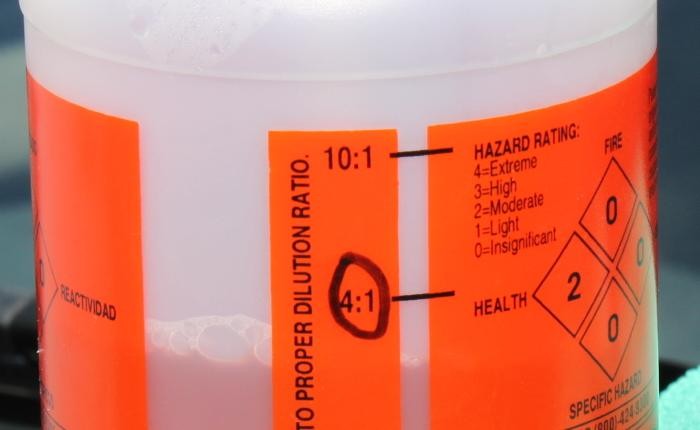 REACTIVIDAD
TO PROPER DILUTION RATIO.
10:1
4:1
HAZARD RATING:
4=Extreme
3=High
2=Moderate
1=Light
0=Insignificant
FIRE
0
0
HEALTH
2
0
SPECIFIC HAZARD